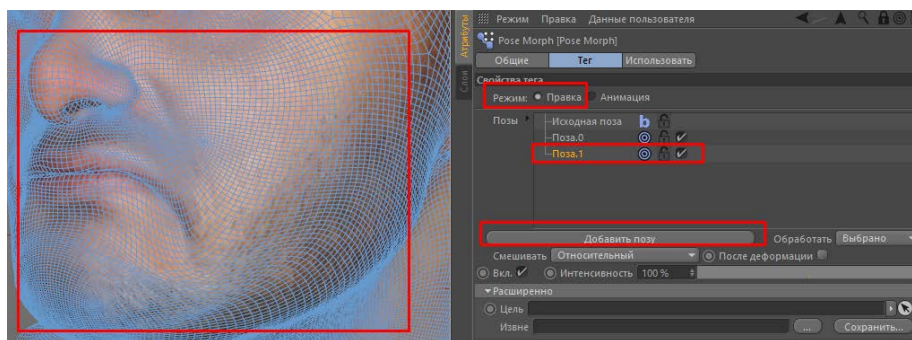 Атрибуты
Слои
Режим Правка Данные пользователя
Pose Morph [Pose Morph]
Общие Тег Использовать
Свойства тега
Режим: Правка Анимация
Позы Исходная поза b
Поза.0
Поза.1
Добавить позу Обработать Выбрано
Смешивать Относительный После деформации
Вкл. Интенсивность 100 %
Расширенно
Цель
Извне ... Сохранить...